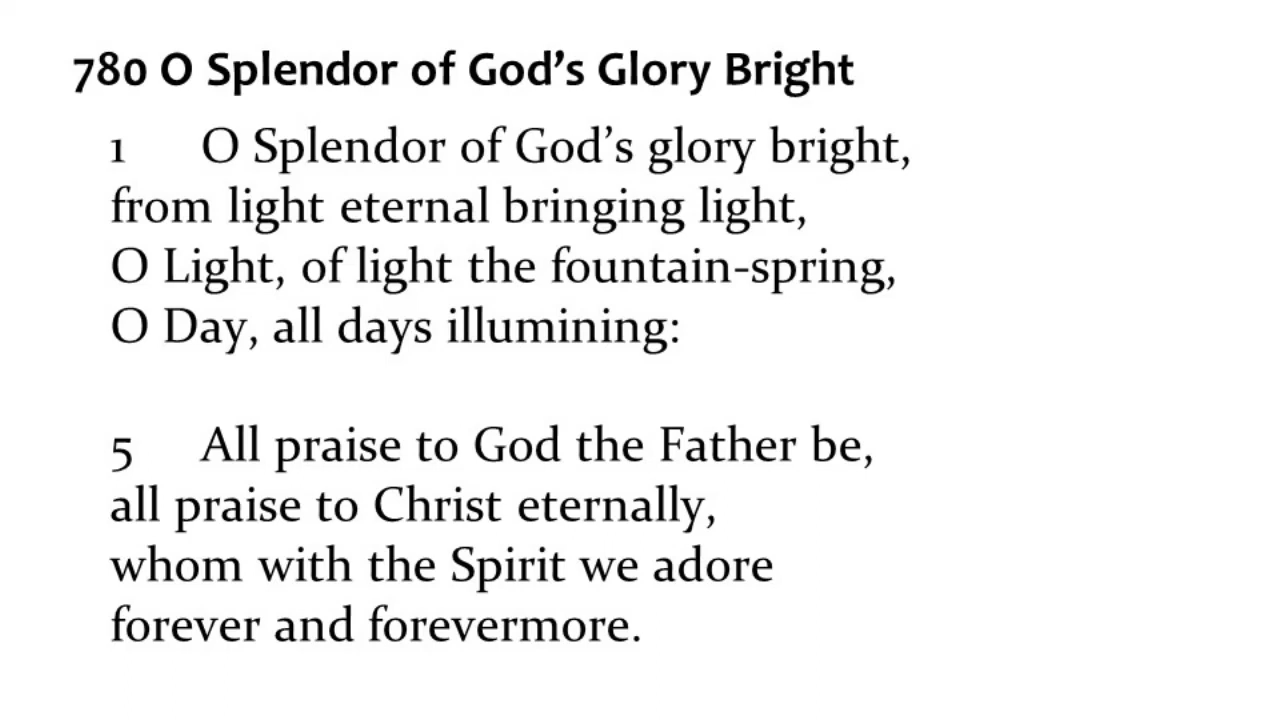 780 O Splendor of God’s Glory Bright
1 O Splendor of God’s glory bright,
from light eternal bringing light,
O Light, of light the fountain-spring,
O Day, all days illumining:
5 All praise to God the Father be,
all praise to Christ eternally,
whom with the Spirit we adore
forever and forevermore.